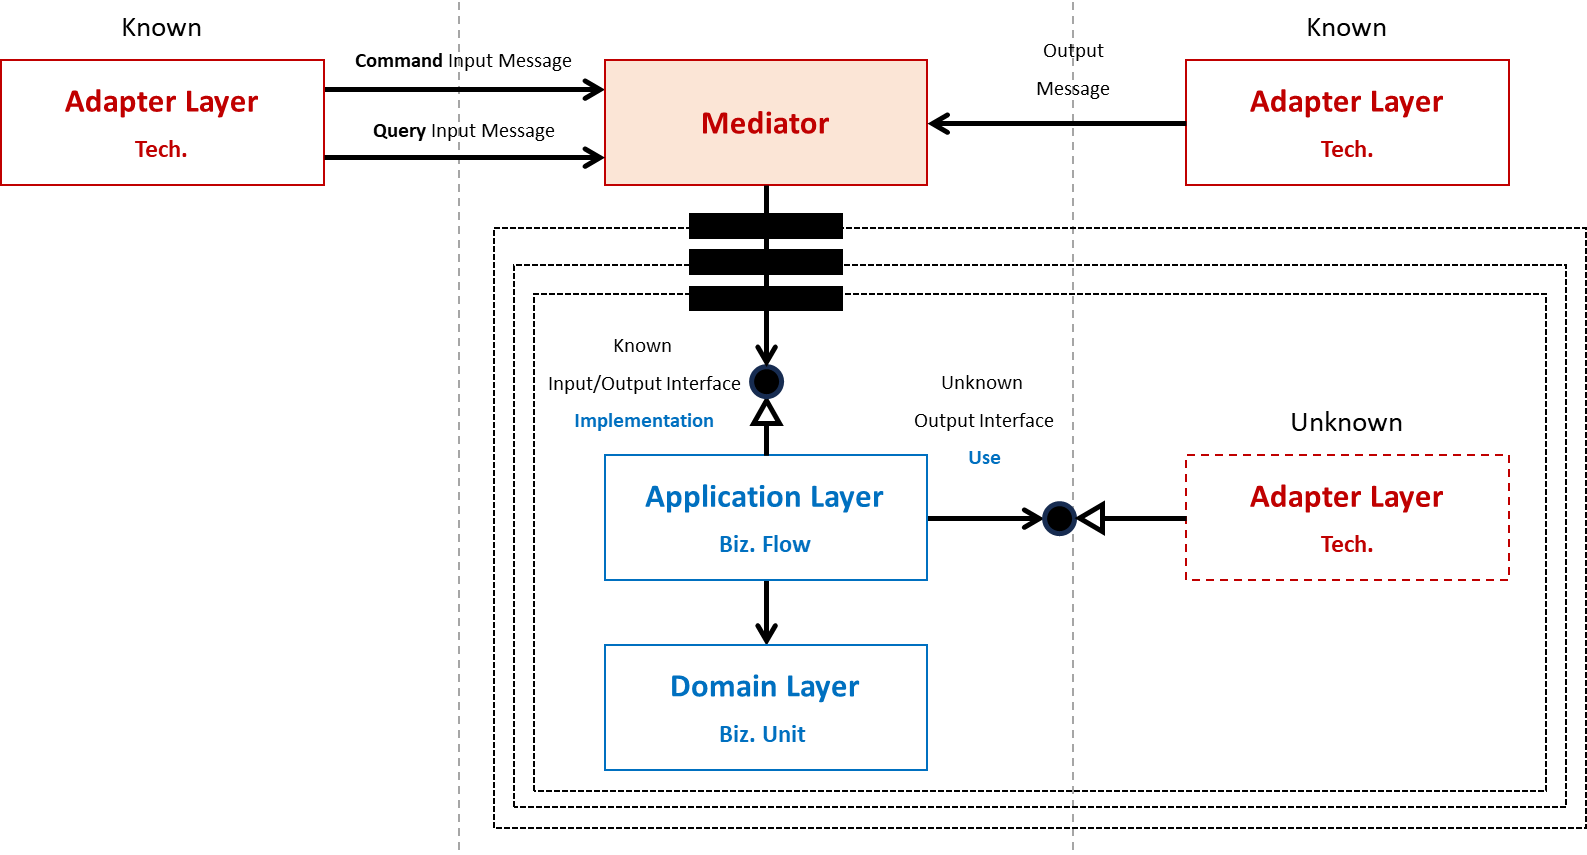 Known
Adapter Layer
Tech.
Command Input Message
Query Input Message
Mediator
Output
Message
Known
Adapter Layer
Tech.
Known
Input/Output Interface
Implementation
Unknown
Output Interface
Use
Unknown
Adapter Layer
Tech.
Application Layer
Biz. Flow
Domain Layer
Biz. Unit